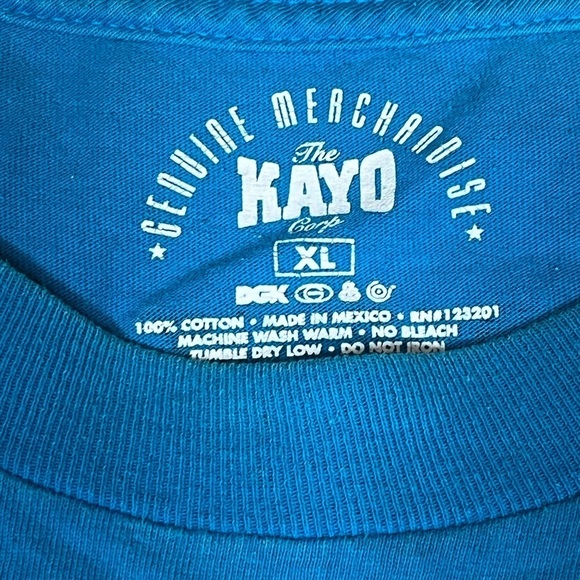 ★ GENUINE MERCHANDISE ★
The
KAYO
Corp
XL
DGK
100% COTTON • MADE IN MEXICO • RN#123201
MACHINE WASH WARM • NO BLEACH
TUMBLE DRY LOW • DO NOT IRON